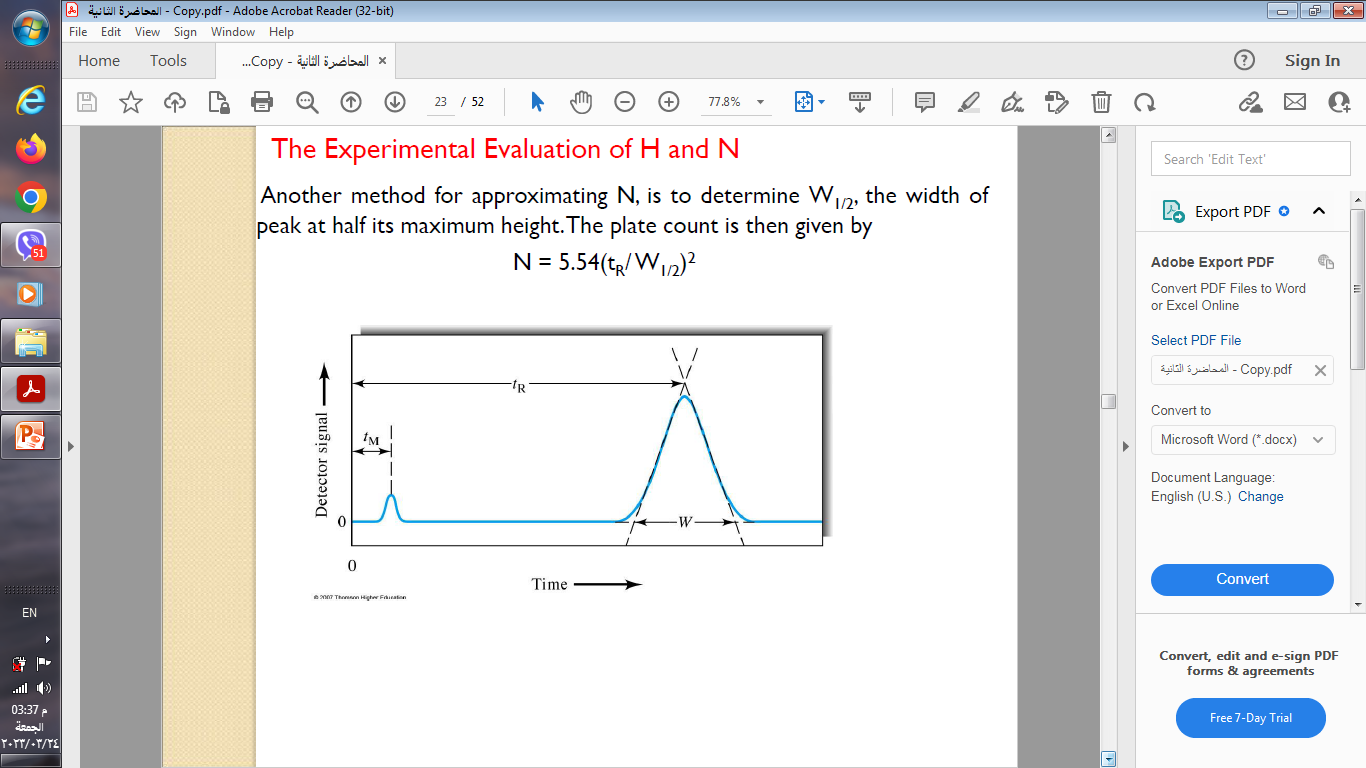 المحاضرة الثانية - Copy.pdf - Adobe Acrobat Reader (32-bit)
File Edit View Sign Window Help
Home Tools المحاضرة الثانية - Copy... × ? Sign In
23 / 52 77.8%
The Experimental Evaluation of H and N
Another method for approximating N, is to determine W1/2, the width of
peak at half its maximum height. The plate count is then given by
N = 5.54(tR/ W1/2)2
tR
tM
Detector signal
W
0
0
Time
© 2007 Thomson Higher Education
Search 'Edit Text'
Export PDF
Adobe Export PDF
Convert PDF Files to Word
or Excel Online
Select PDF File
المحاضرة الثانية - Copy.pdf
Convert to
Microsoft Word (*.docx)
Document Language:
English (U.S.) Change
Convert
Convert, edit and e-sign PDF
forms & agreements
Free 7-Day Trial
51
EN
03:37 م
الجمعة
٢٠٢٣/٠٣/٢٤